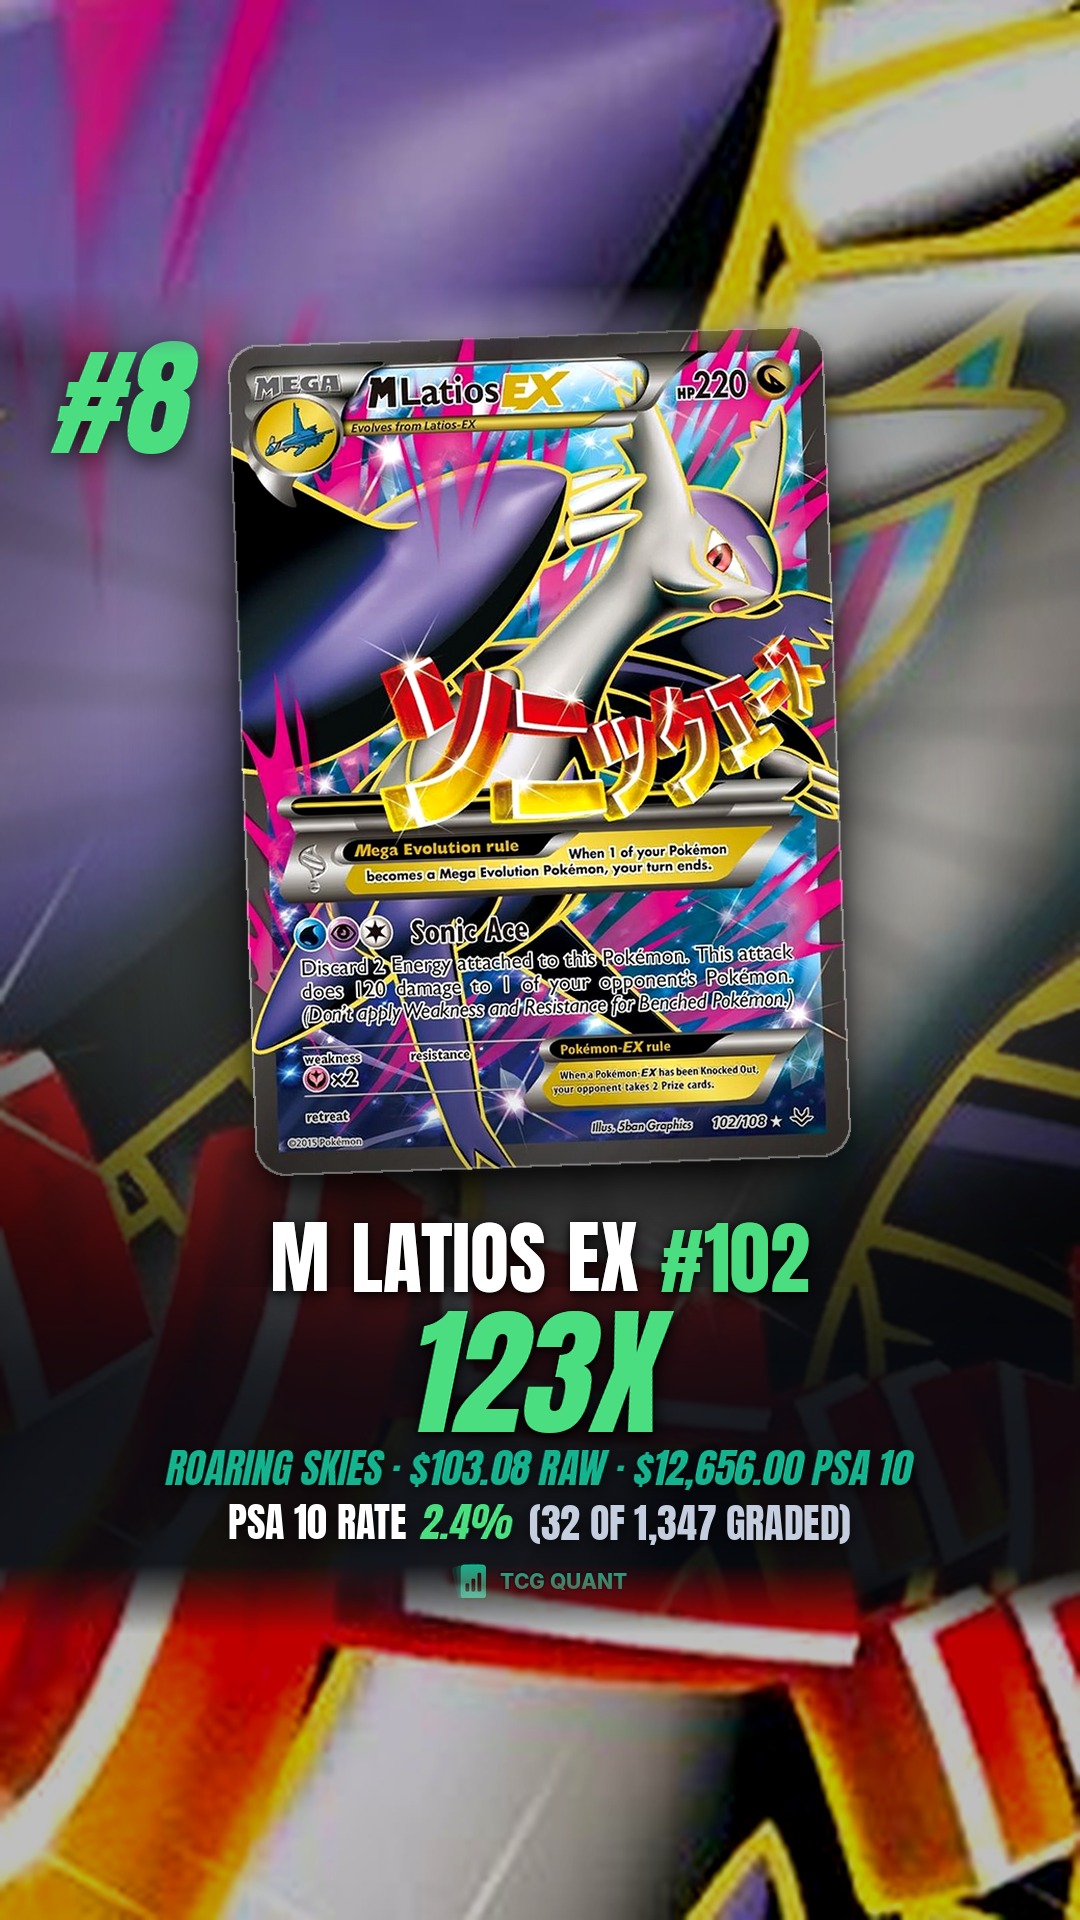 #8
MEGA
M Latios EX
HP 220
Evolves from Latios-EX
ソニックエース
Mega Evolution rule
When 1 of your Pokémon
becomes a Mega Evolution Pokémon, your turn ends.
Sonic Ace
Discard 2 Energy attached to this Pokémon. This attack
does 120 damage to 1 of your opponent's Pokémon.
(Don't apply Weakness and Resistance for Benched Pokémon.)
weakness
resistance
×2
Pokémon-EX rule
When a Pokémon-EX has been Knocked Out,
your opponent takes 2 Prize cards.
retreat
Illus. 5ban Graphics
102/108 ★
©2015 Pokémon
M LATIOS EX #102
123X
ROARING SKIES · $103.08 RAW · $12,656.00 PSA 10
PSA 10 RATE 2.4% (32 OF 1,347 GRADED)
TCG QUANT